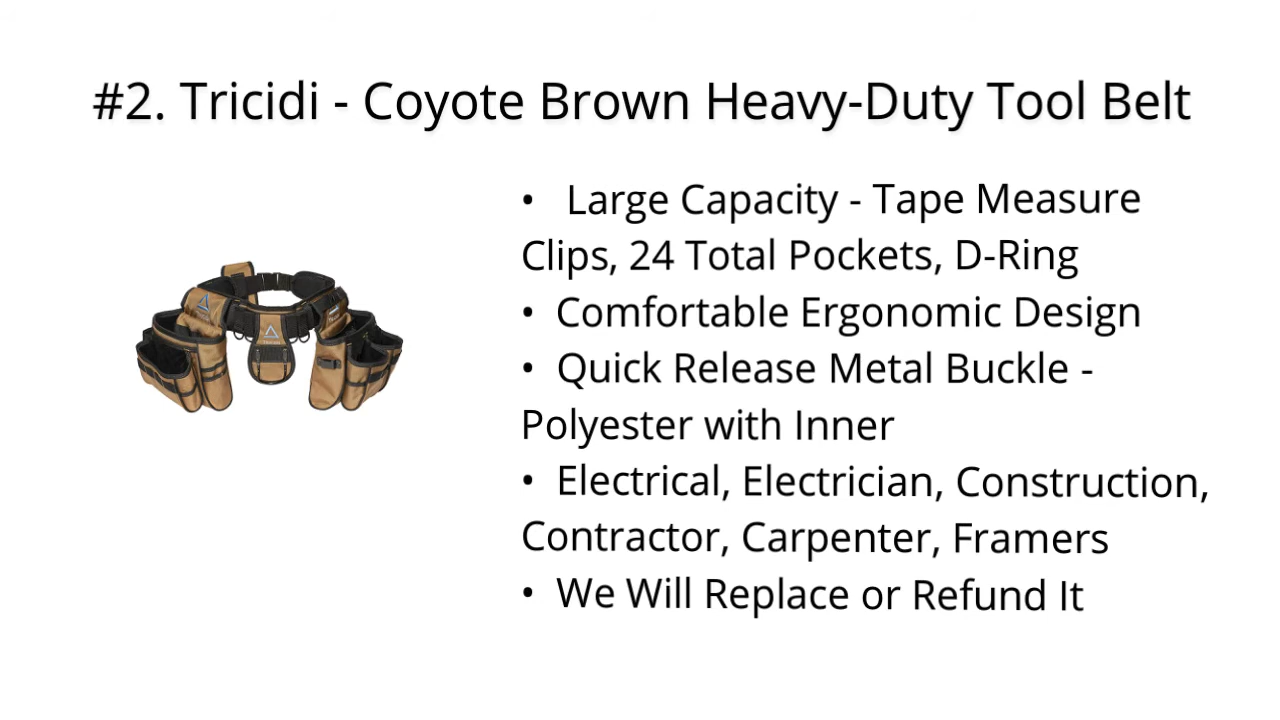 #2. Tricidi - Coyote Brown Heavy-Duty Tool Belt
• Large Capacity - Tape Measure
Clips, 24 Total Pockets, D-Ring
• Comfortable Ergonomic Design
• Quick Release Metal Buckle -
Polyester with Inner
• Electrical, Electrician, Construction,
Contractor, Carpenter, Framers
• We Will Replace or Refund It